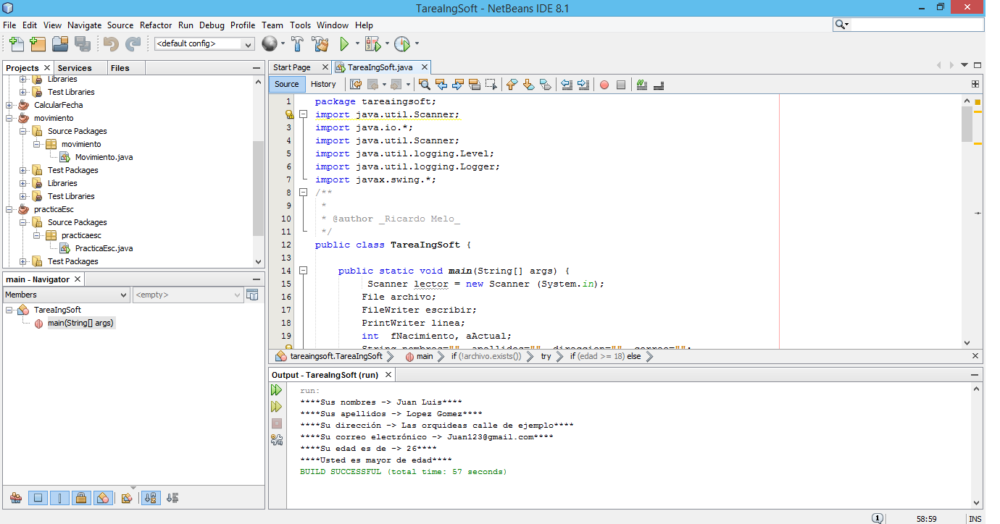 TareaIngSoft - NetBeans IDE 8.1
File Edit View Navigate Source Refactor Run Debug Profile Team Tools Window Help
<default config>
Projects Services Files
Libraries
Test Libraries
CalcularFecha
movimiento
Source Packages
movimiento
Movimiento.java
Test Packages
Libraries
Test Libraries
practicaEsc
Source Packages
practicaesc
PracticaEsc.java
Test Packages
main - Navigator
Members <empty>
TareaIngSoft
main(String[] args)
Start Page TareaIngSoft.java
Source History
1 package tareaingsoft;
import java.util.Scanner;
3 import java.io.*;
4 import java.util.Scanner;
5 import java.util.logging.Level;
6 import java.util.logging.Logger;
7 import javax.swing.*;
8 /**
9 *
10 * @author _Ricardo Melo_
11 */
12 public class TareaIngSoft {
13
14 public static void main(String[] args) {
15 Scanner lector = new Scanner (System.in);
16 File archivo;
17 FileWriter escribir;
18 PrintWriter linea;
19 int fNacimiento, aActual;
String nombres="", apellidos="", direccion="", correo="";
tareaingsoft.TareaIngSoft main if (!archivo.exists()) try if (edad >= 18) else
Output - TareaIngSoft (run)
run:
****Sus nombres -> Juan Luis****
****Sus apellidos -> Lopez Gomez****
****Su dirección -> Las orquideas calle de ejemplo****
****Su correo electrónico -> Juan123@gmail.com****
****Su edad es de -> 26****
****Usted es mayor de edad****
BUILD SUCCESSFUL (total time: 57 seconds)
1 58:59 INS